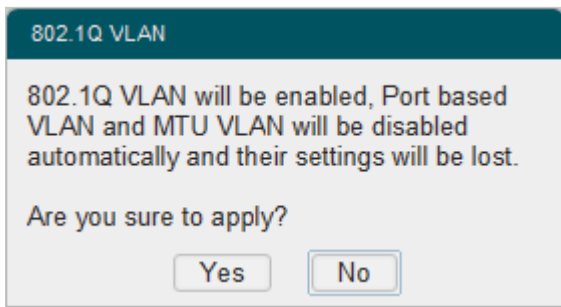 802.1Q VLAN
802.1Q VLAN will be enabled, Port based
VLAN and MTU VLAN will be disabled
automatically and their settings will be lost.
Are you sure to apply?
Yes No